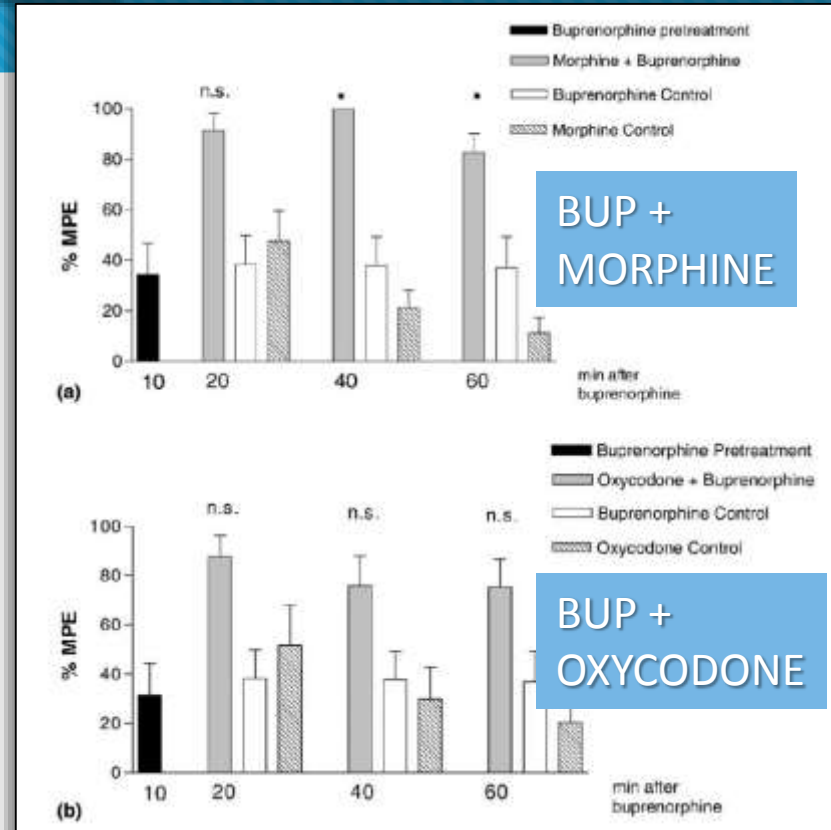 Buprenorphine pretreatment
Morphine + Buprenorphine
Buprenorphine Control
Morphine Control
n.s.
*
*
100
80
60
40
20
0
% MPE
BUP +
MORPHINE
10
20
40
60
min after
buprenorphine
(a)
Buprenorphine Pretreatment
Oxycodone + Buprenorphine
Buprenorphine Control
Oxycodone Control
n.s.
n.s.
n.s.
100
80
60
40
20
0
% MPE
BUP +
OXYCODONE
10
20
40
60
min after
buprenorphine
(b)